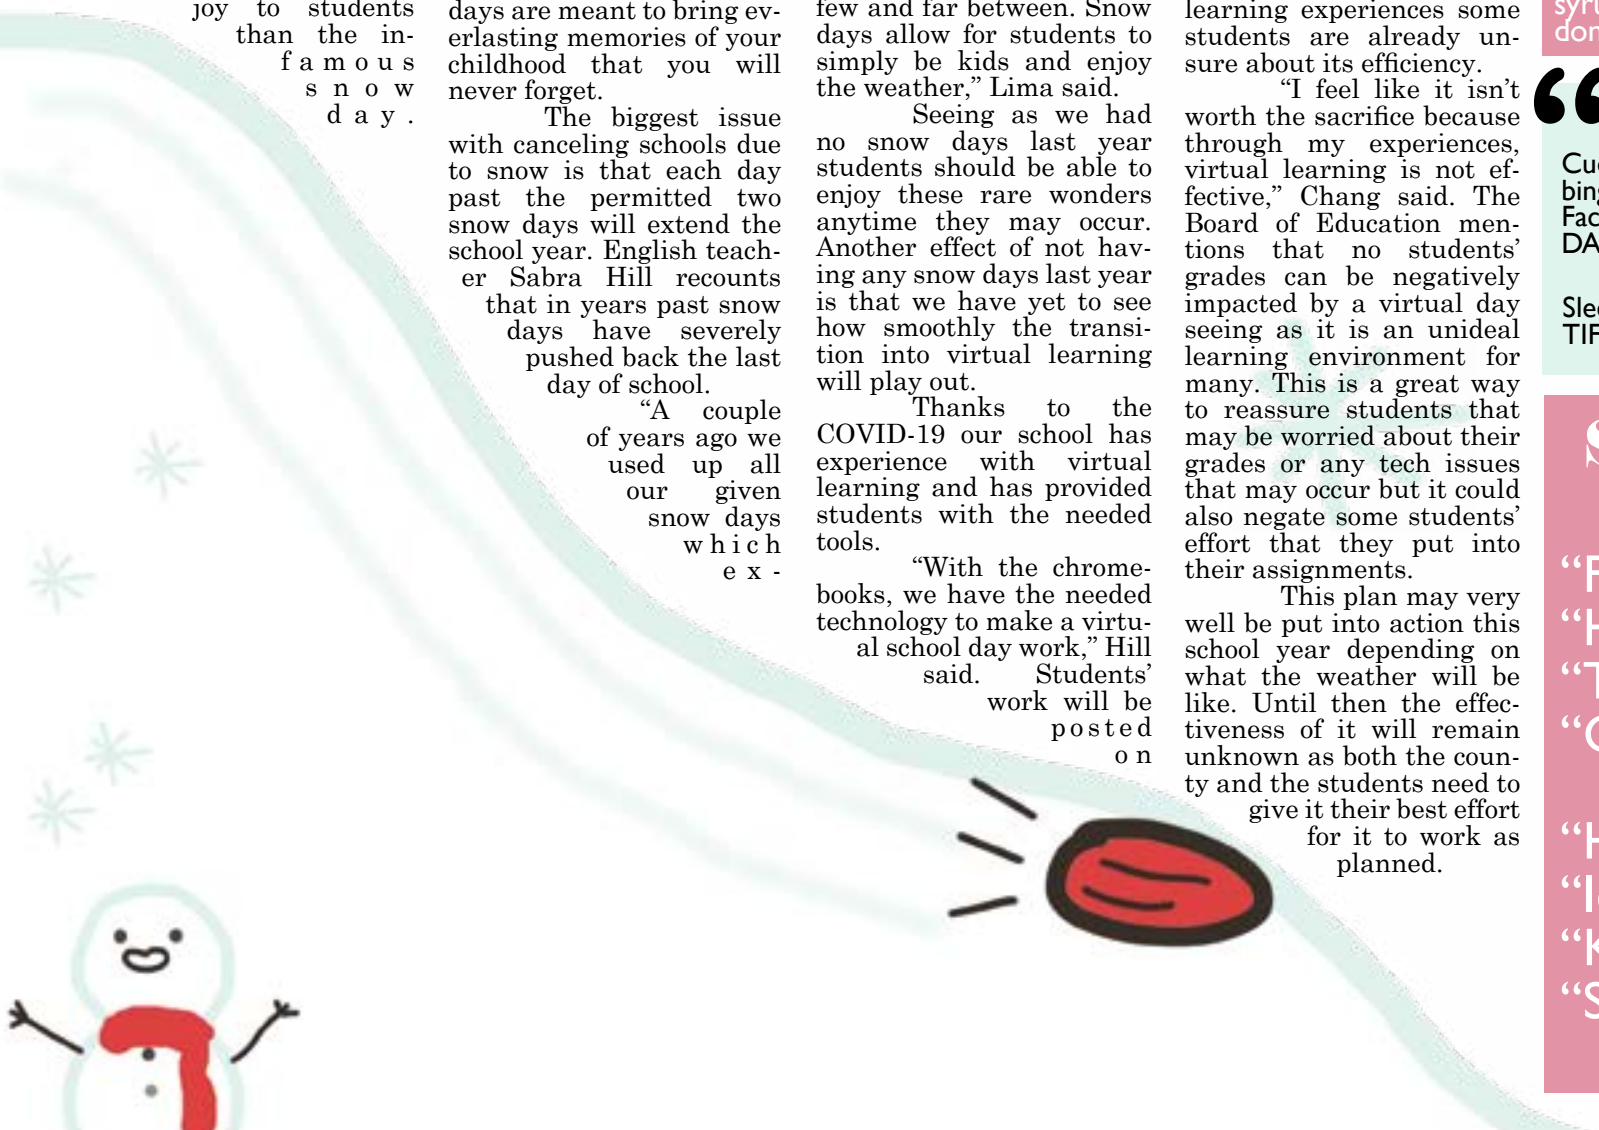 joy to students
than the in-
famous
snow
day.
days are meant to bring ev-
erlasting memories of your
childhood that you will
never forget.
The biggest issue
with canceling schools due
to snow is that each day
past the permitted two
snow days will extend the
school year. English teach-
er Sabra Hill recounts
that in years past snow
days have severely
pushed back the last
day of school.
“A couple
of years ago we
used up all
our given
snow days
which
ex-
few and far between. Snow
days allow for students to
simply be kids and enjoy
the weather,” Lima said.
Seeing as we had
no snow days last year
students should be able to
enjoy these rare wonders
anytime they may occur.
Another effect of not hav-
ing any snow days last year
is that we have yet to see
how smoothly the transi-
tion into virtual learning
will play out.
Thanks to the
COVID-19 our school has
experience with virtual
learning and has provided
students with the needed
tools.
“With the chrome-
books, we have the needed
technology to make a virtu-
al school day work,” Hill
said. Students’
work will be
posted
on
learning experiences some
students are already un-
sure about its efficiency.
“I feel like it isn’t
worth the sacrifice because
through my experiences,
virtual learning is not ef-
fective,” Chang said. The
Board of Education men-
tions that no students’
grades can be negatively
impacted by a virtual day
seeing as it is an unideal
learning environment for
many. This is a great way
to reassure students that
may be worried about their
grades or any tech issues
that may occur but it could
also negate some students’
effort that they put into
their assignments.
This plan may very
well be put into action this
school year depending on
what the weather will be
like. Until then the effec-
tiveness of it will remain
unknown as both the coun-
ty and the students need to
give it their best effort
for it to work as
planned.